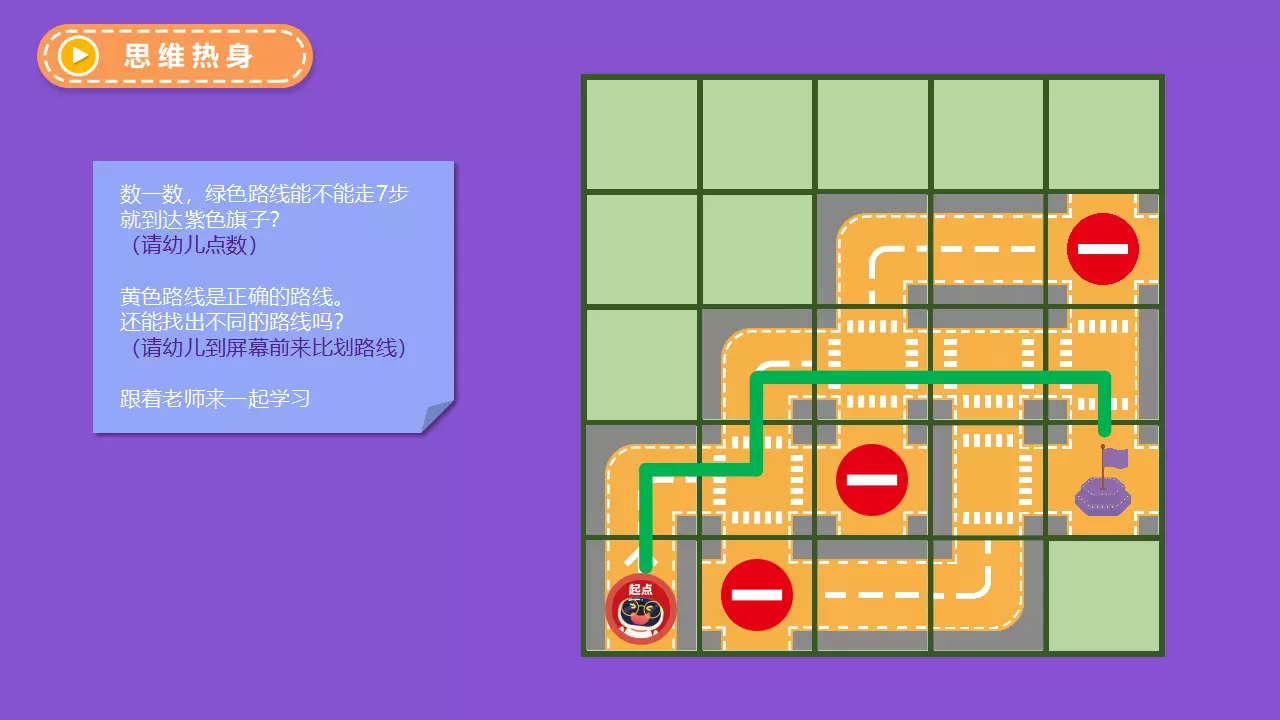 思维热身
数一数，绿色路线能不能走7步
就到达紫色旗子？
（请幼儿点数）
黄色路线是正确的路线。
还能找出不同的路线吗？
（请幼儿到屏幕前来比划路线）
跟着老师来一起学习
起点